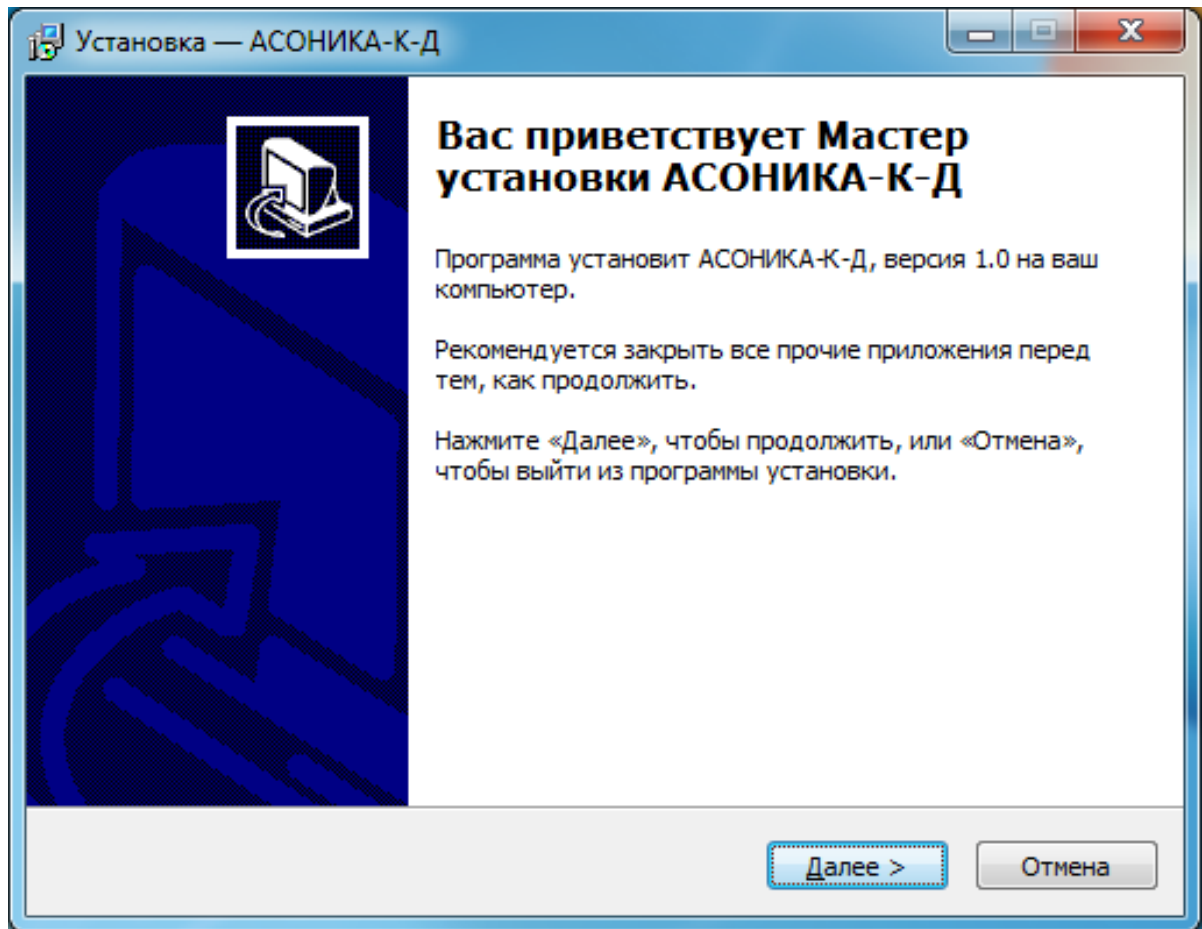 Установка — АСОНИКА-К-Д
Вас приветствует Мастер
установки АСОНИКА-К-Д
Программа установит АСОНИКА-К-Д, версия 1.0 на ваш
компьютер.
Рекомендуется закрыть все прочие приложения перед
тем, как продолжить.
Нажмите «Далее», чтобы продолжить, или «Отмена»,
чтобы выйти из программы установки.
Далее >
Отмена